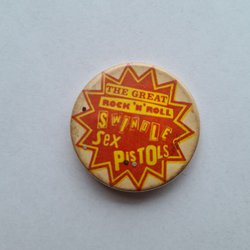 THE GREAT
ROCK 'N' ROLL
SWINDLE
SeX
PISTOLS